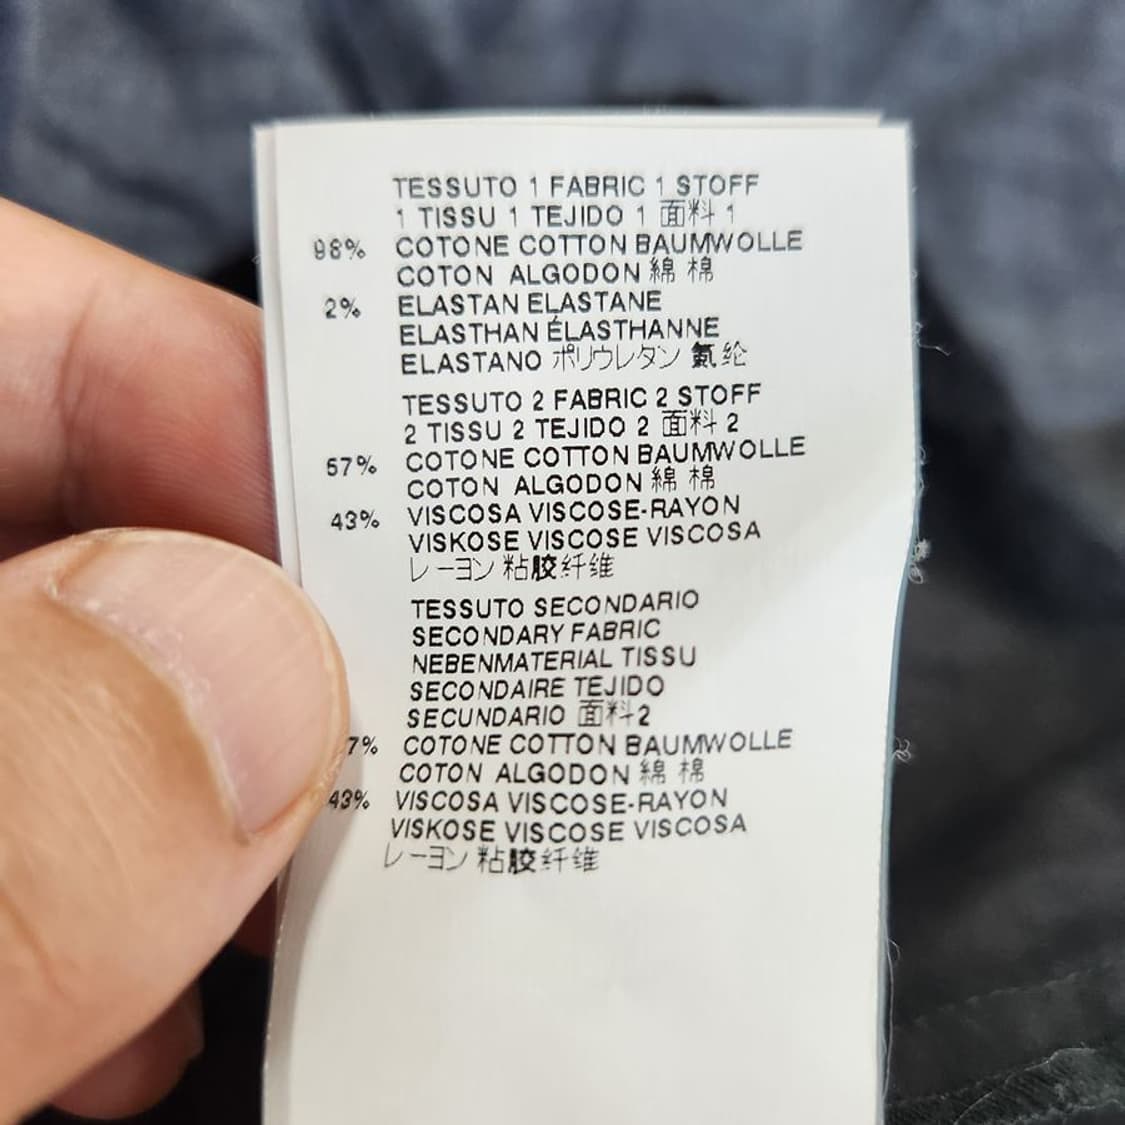 TESSUTO 1 FABRIC 1 STOFF
1 TISSU 1 TEJIDO 1 面料 1
98% COTONE COTTON BAUMWOLLE
COTON ALGODON 綿 棉
2% ELASTAN ELASTANE
ELASTHAN ÉLASTHANNE
ELASTANO ポリウレタン 氨纶
TESSUTO 2 FABRIC 2 STOFF
2 TISSU 2 TEJIDO 2 面料 2
57% COTONE COTTON BAUMWOLLE
COTON ALGODON 綿 棉
43% VISCOSA VISCOSE-RAYON
VISKOSE VISCOSE VISCOSA
レーヨン 粘胶纤维
TESSUTO SECONDARIO
SECONDARY FABRIC
NEBENMATERIAL TISSU
SECONDAIRE TEJIDO
SECUNDARIO 面料2
7% COTONE COTTON BAUMWOLLE
COTON ALGODON 綿 棉
43% VISCOSA VISCOSE-RAYON
VISKOSE VISCOSE VISCOSA
レーヨン 粘胶纤维